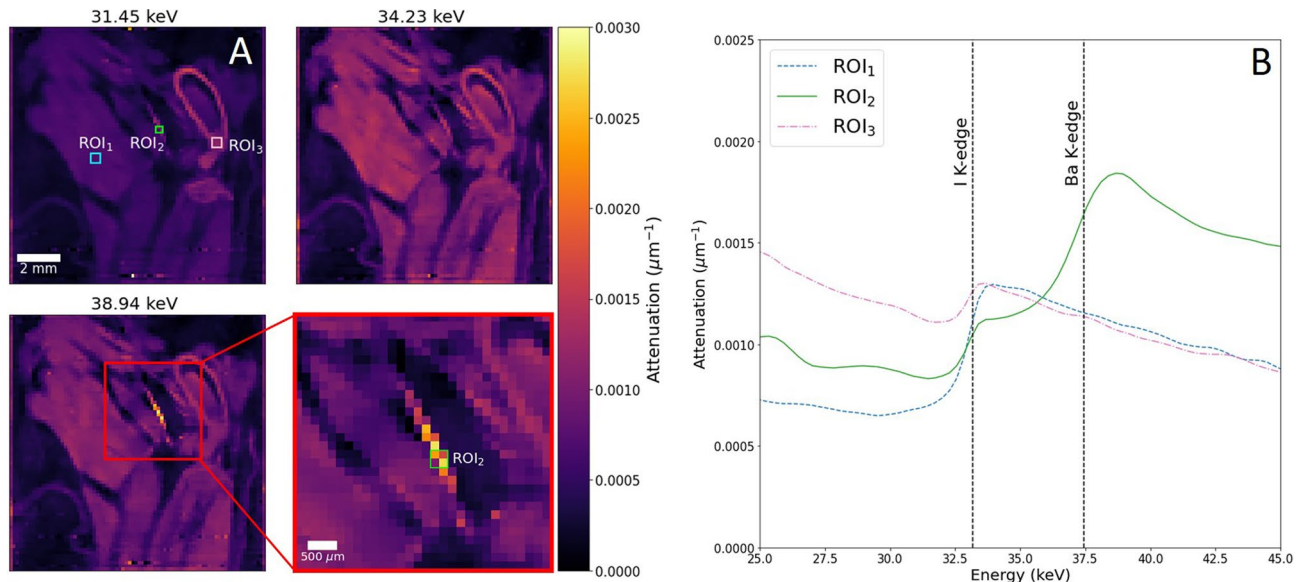 31.45 keV
A
ROI₁
ROI₂
ROI₃
2 mm
34.23 keV
38.94 keV
ROI₂
500 μm
0.0030
0.0025
0.0020
0.0015
0.0010
0.0005
0.0000
Attenuation (μm⁻¹)
B
ROI₁
ROI₂
ROI₃
I K-edge
Ba K-edge
0.0025
0.0020
0.0015
0.0010
0.0005
0.0000
Attenuation (μm⁻¹)
25.0 27.5 30.0 32.5 35.0 37.5 40.0 42.5 45.0
Energy (keV)